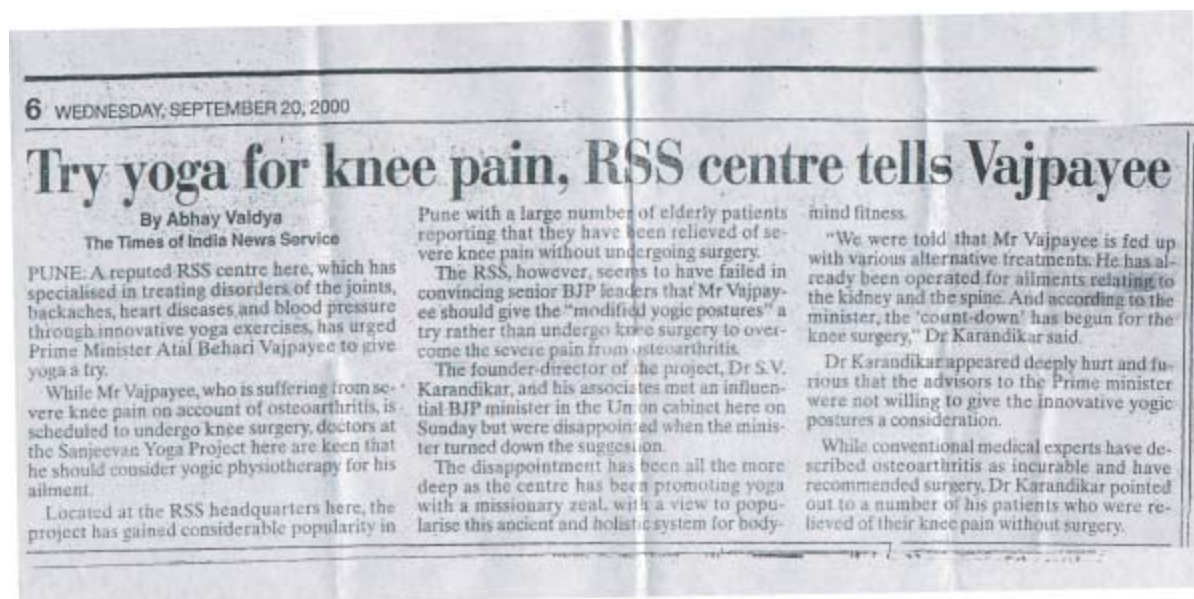 6 WEDNESDAY, SEPTEMBER 20, 2000
Try yoga for knee pain, RSS centre tells Vajpayee
By Abhay Vaidya
The Times of India News Service
PUNE: A reputed RSS centre here, which has
specialised in treating disorders of the joints,
backaches, heart diseases and blood pressure
through innovative yoga exercises, has urged
Prime Minister Atal Behari Vajpayee to give
yoga a try.
While Mr Vajpayee, who is suffering from se-
vere knee pain on account of osteoarthritis, is
scheduled to undergo knee surgery, doctors at
the Sanjeevan Yoga Project here are keen that
he should consider yogic physiotherapy for his
ailment.
Located at the RSS headquarters here, the
project has gained considerable popularity in
Pune with a large number of elderly patients
reporting that they have been relieved of se-
vere knee pain without undergoing surgery.
The RSS, however, seems to have failed in
convincing senior BJP leaders that Mr Vajpay-
ee should give the "modified yogic postures" a
try rather than undergo knee surgery to over-
come the severe pain from osteoarthritis.
The founder-director of the project, Dr S.V.
Karandikar, and his associates met an influen-
tial BJP minister in the Union cabinet here on
Sunday but were disappointed when the minis-
ter turned down the suggestion.
The disappointment has been all the more
deep as the centre has been promoting yoga
with a missionary zeal, with a view to popu-
larise this ancient and holistic system for body-
mind fitness.
"We were told that Mr Vajpayee is fed up
with various alternative treatments. He has al-
ready been operated for ailments relating to
the kidney and the spine. And according to the
minister, the 'count-down' has begun for the
knee surgery," Dr Karandikar said.
Dr Karandikar appeared deeply hurt and fu-
rious that the advisors to the Prime minister
were not willing to give the innovative yogic
postures a consideration.
While conventional medical experts have de-
scribed osteoarthritis as incurable and have
recommended surgery, Dr Karandikar pointed
out to a number of his patients who were re-
lieved of their knee pain without surgery.